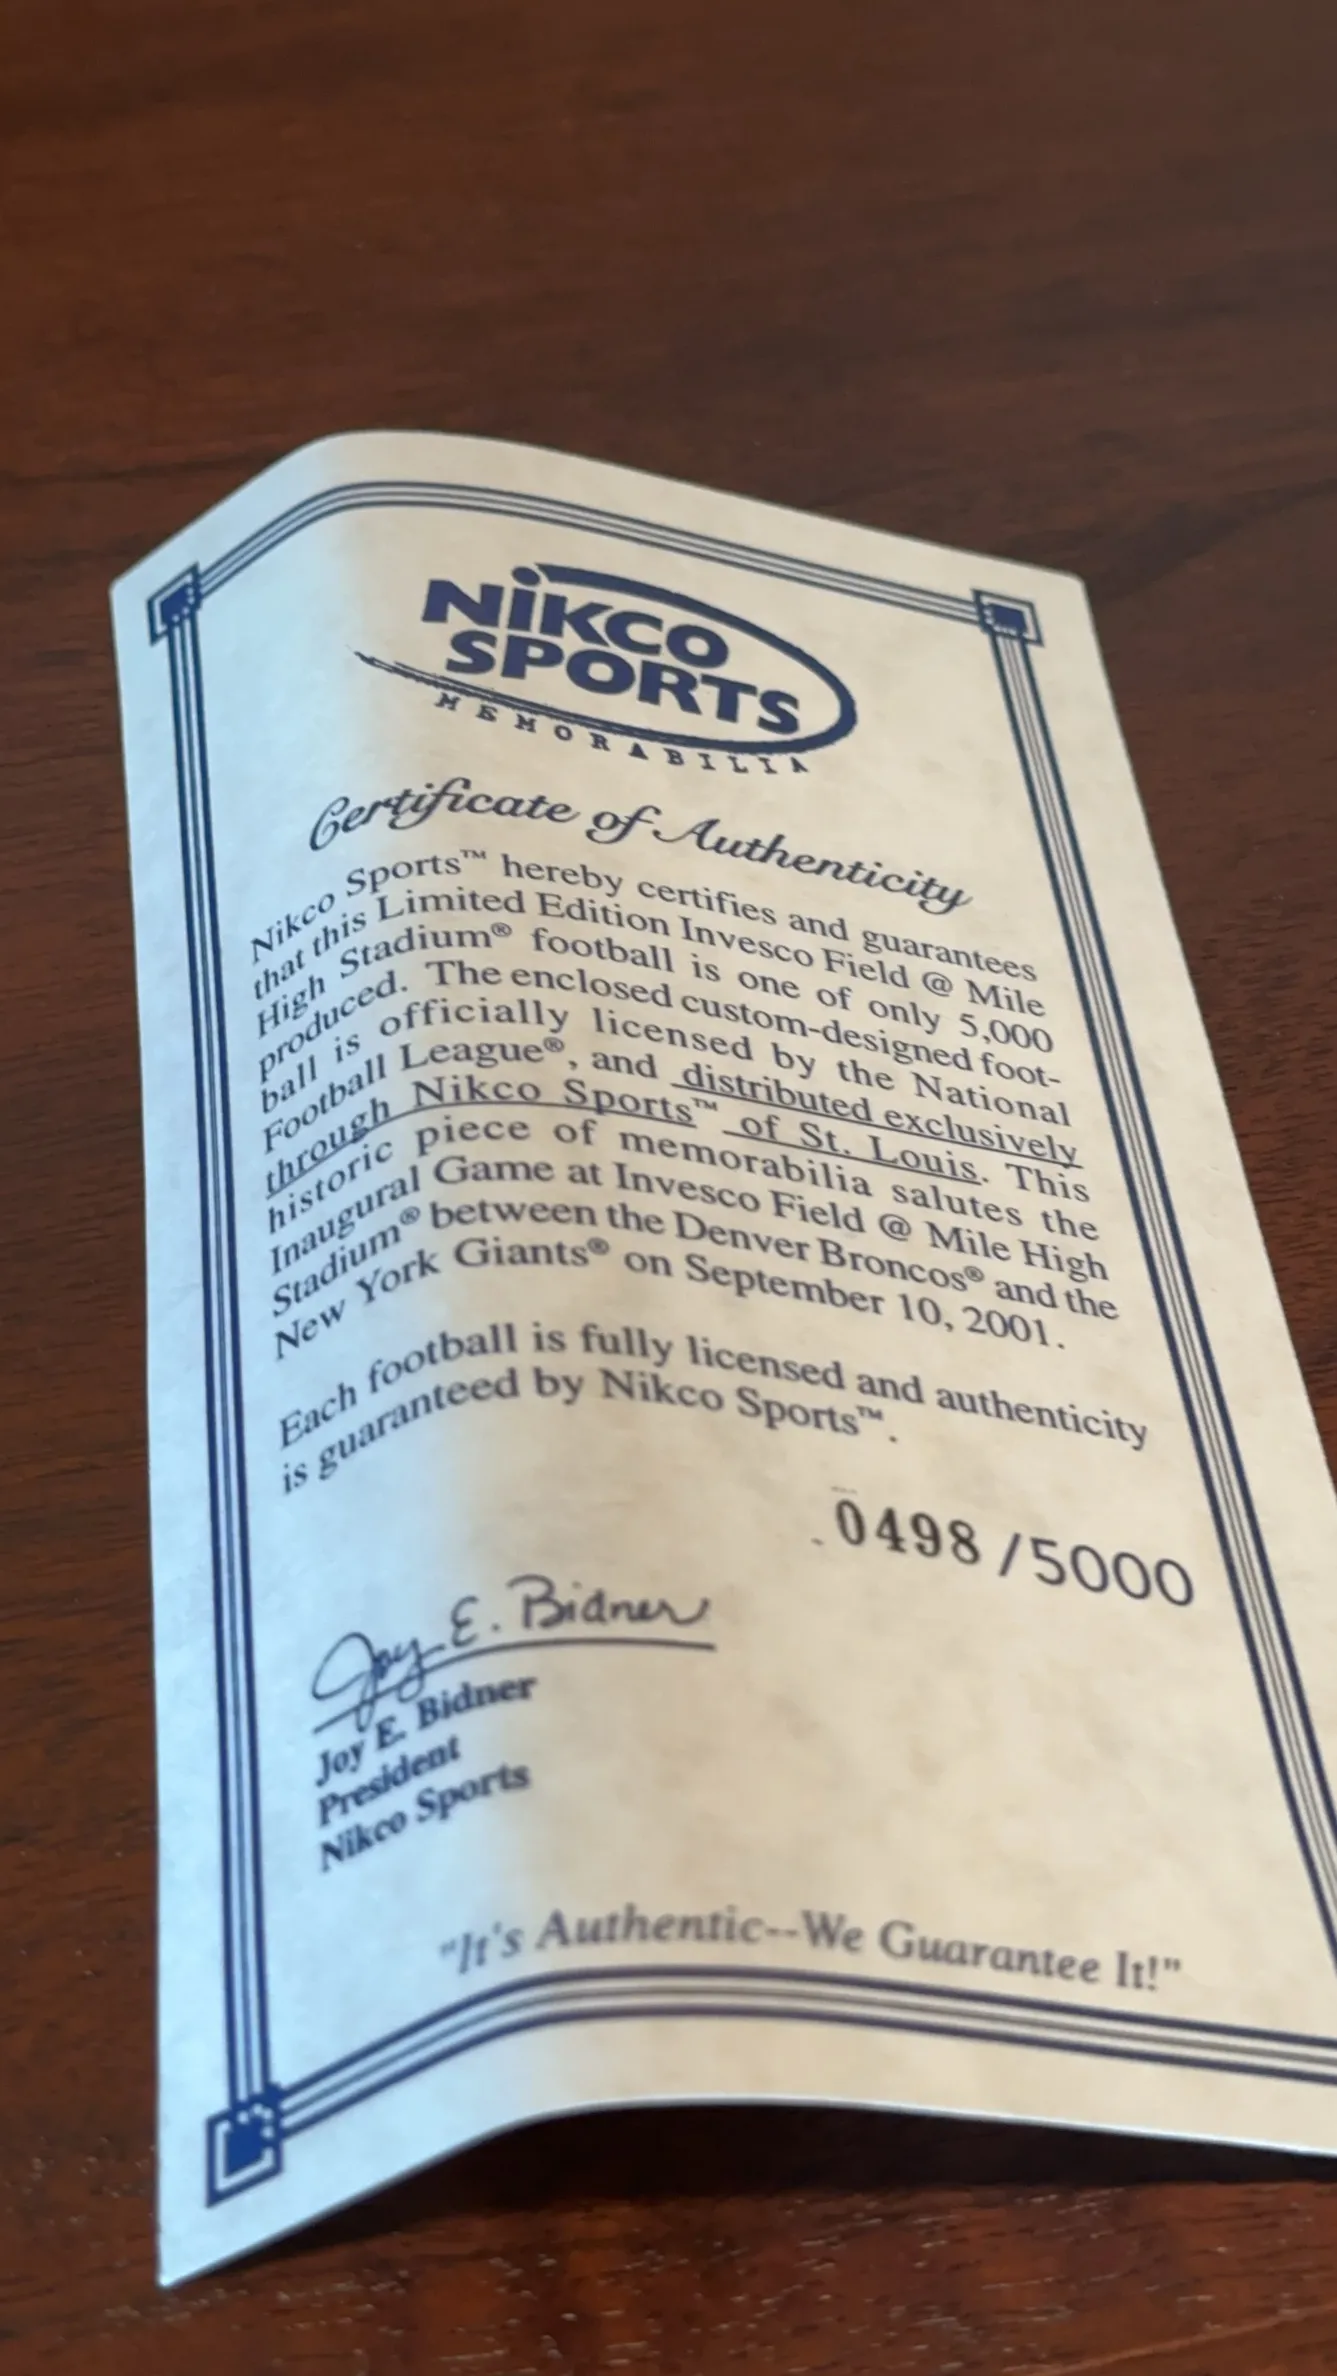 NiKCO
SPORTS
MEMORABILIA
Certificate of Authenticity
Nikco Sports™ hereby certifies and guarantees
that this Limited Edition Invesco Field @ Mile
High Stadium® football is one of only 5,000
produced. The enclosed custom-designed foot-
ball is officially licensed by the National
Football League®, and distributed exclusively
through Nikco Sports™ of St. Louis. This
historic piece of memorabilia salutes the
Inaugural Game at Invesco Field @ Mile High
Stadium® between the Denver Broncos® and the
New York Giants® on September 10, 2001.
Each football is fully licensed and authenticity
is guaranteed by Nikco Sports™.
0498 /5000
Joy E. Bidner
Joy E. Bidner
President
Nikco Sports
"It's Authentic--We Guarantee It!"